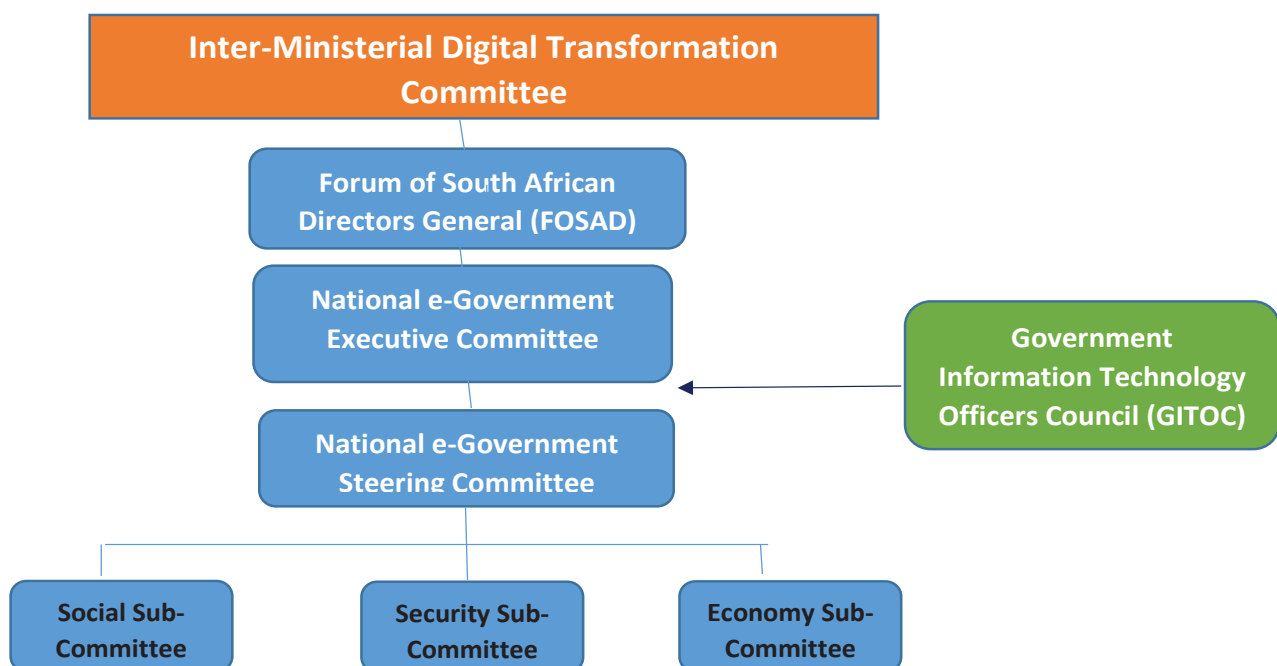 Inter-Ministerial Digital Transformation
Committee
Forum of South African
Directors General (FOSAD)
National e-Government
Executive Committee
Government
Information Technology
Officers Council (GITOC)
National e-Government
Steering Committee
Social Sub-
Committee
Security Sub-
Committee
Economy Sub-
Committee